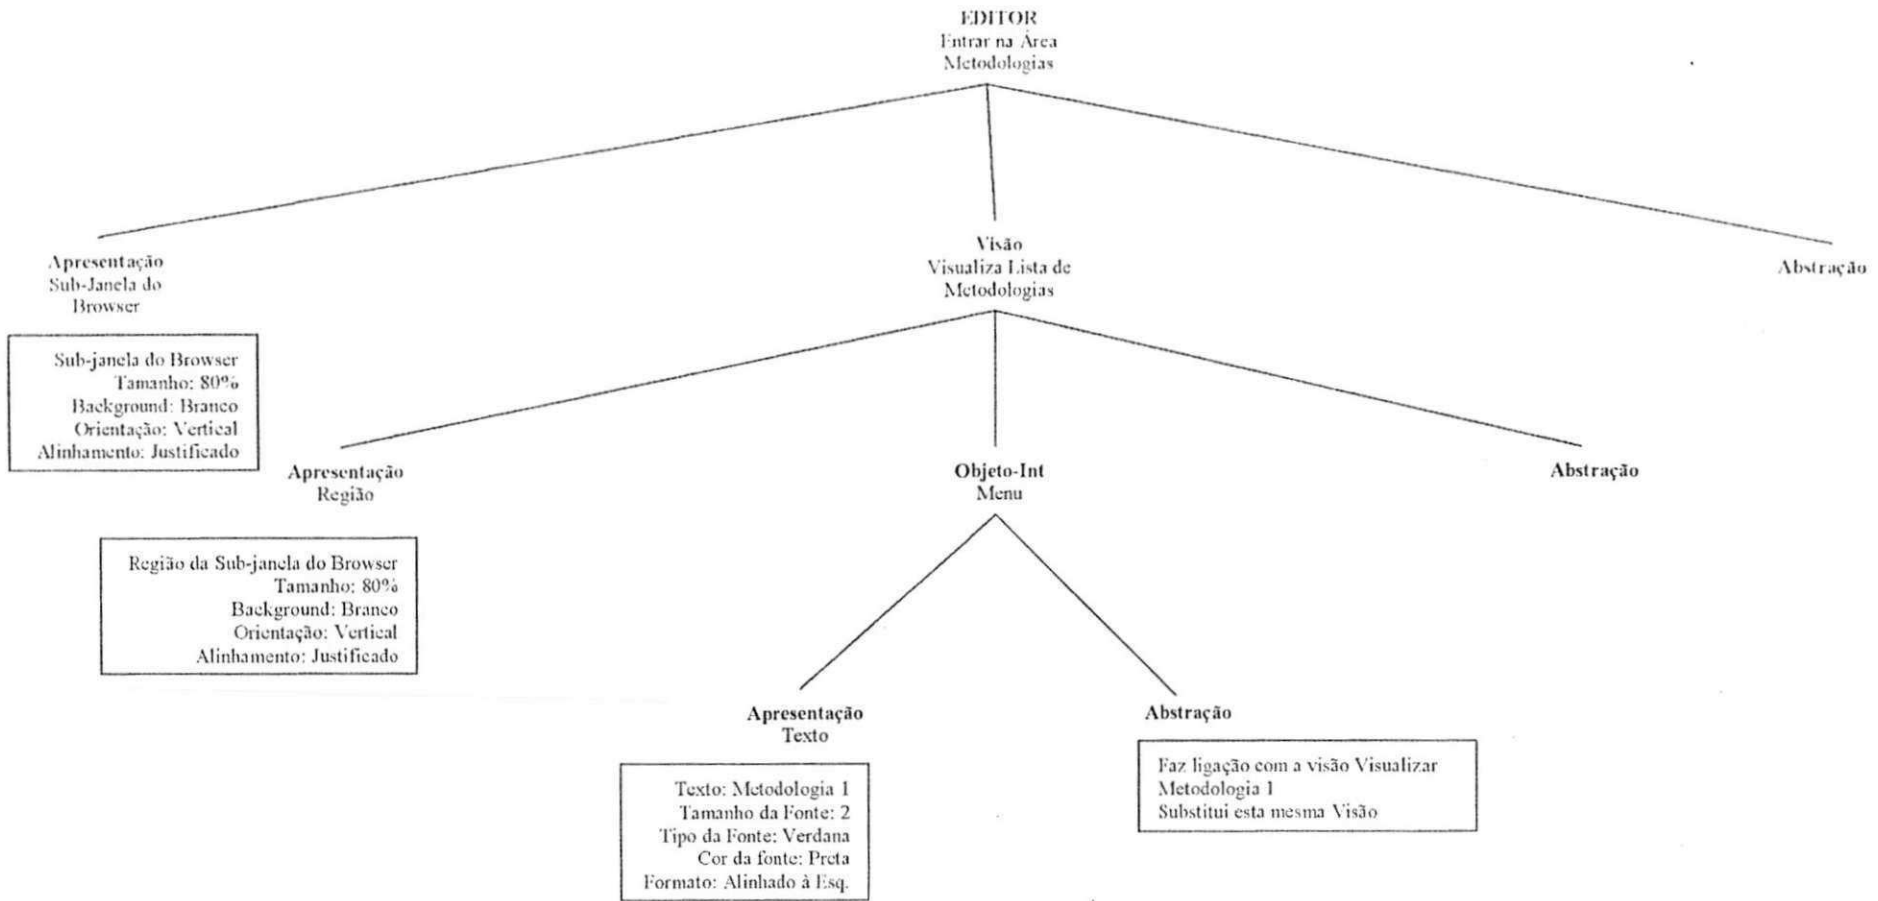 EDITOR
Entrar na Área
Metodologias
Apresentação
Sub-Janela do
Browser
Visão
Visualiza Lista de
Metodologias
Abstração
Sub-janela do Browser
Tamanho: 80%
Background: Branco
Orientação: Vertical
Alinhamento: Justificado
Apresentação
Região
Objeto-Int
Menu
Abstração
Região da Sub-janela do Browser
Tamanho: 80%
Background: Branco
Orientação: Vertical
Alinhamento: Justificado
Apresentação
Texto
Abstração
Texto: Metodologia 1
Tamanho da Fonte: 2
Tipo da Fonte: Verdana
Cor da fonte: Preta
Formato: Alinhado à Esq.
Faz ligação com a visão Visualizar
Metodologia 1
Substitui esta mesma Visão